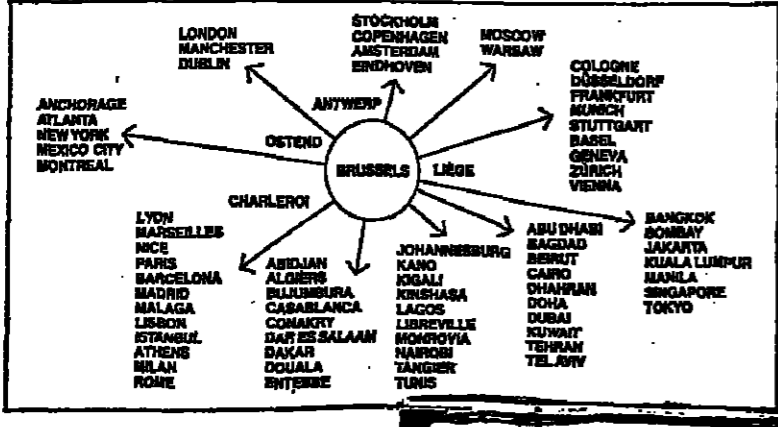 LONDON
MANCHESTER
DUBLIN
STOCKHOLM
COPENHAGEN
AMSTERDAM
EINDHOVEN
MOSCOW
WARSAW
COLOGNE
DÜSSELDORF
FRANKFURT
MUNICH
STUTTGART
BASEL
GENEVA
ZÜRICH
VIENNA
ANCHORAGE
ATLANTA
NEW YORK
MEXICO CITY
MONTREAL
ANTWERP
OSTEND
BRUSSELS
LIÈGE
CHARLEROI
LYON
MARSEILLES
NICE
PARIS
BARCELONA
MADRID
MALAGA
LISBON
ISTANBUL
ATHENS
MILAN
ROME
ABIDJAN
ALGIERS
BUJUMBURA
CASABLANCA
CONAKRY
DAR ES SALAAM
DAKAR
DOUALA
ENTEBBE
JOHANNESBURG
KANO
KIGALI
KINSHASA
LAGOS
LIBREVILLE
MONROVIA
NAIROBI
TANGIER
TUNIS
ABU DHABI
BAGDAD
BEIRUT
CAIRO
DHAHRAN
DOHA
DUBAI
KUWAIT
TEHRAN
TEL AVIV
BANGKOK
BOMBAY
JAKARTA
KUALA LUMPUR
MANILA
SINGAPORE
TOKYO